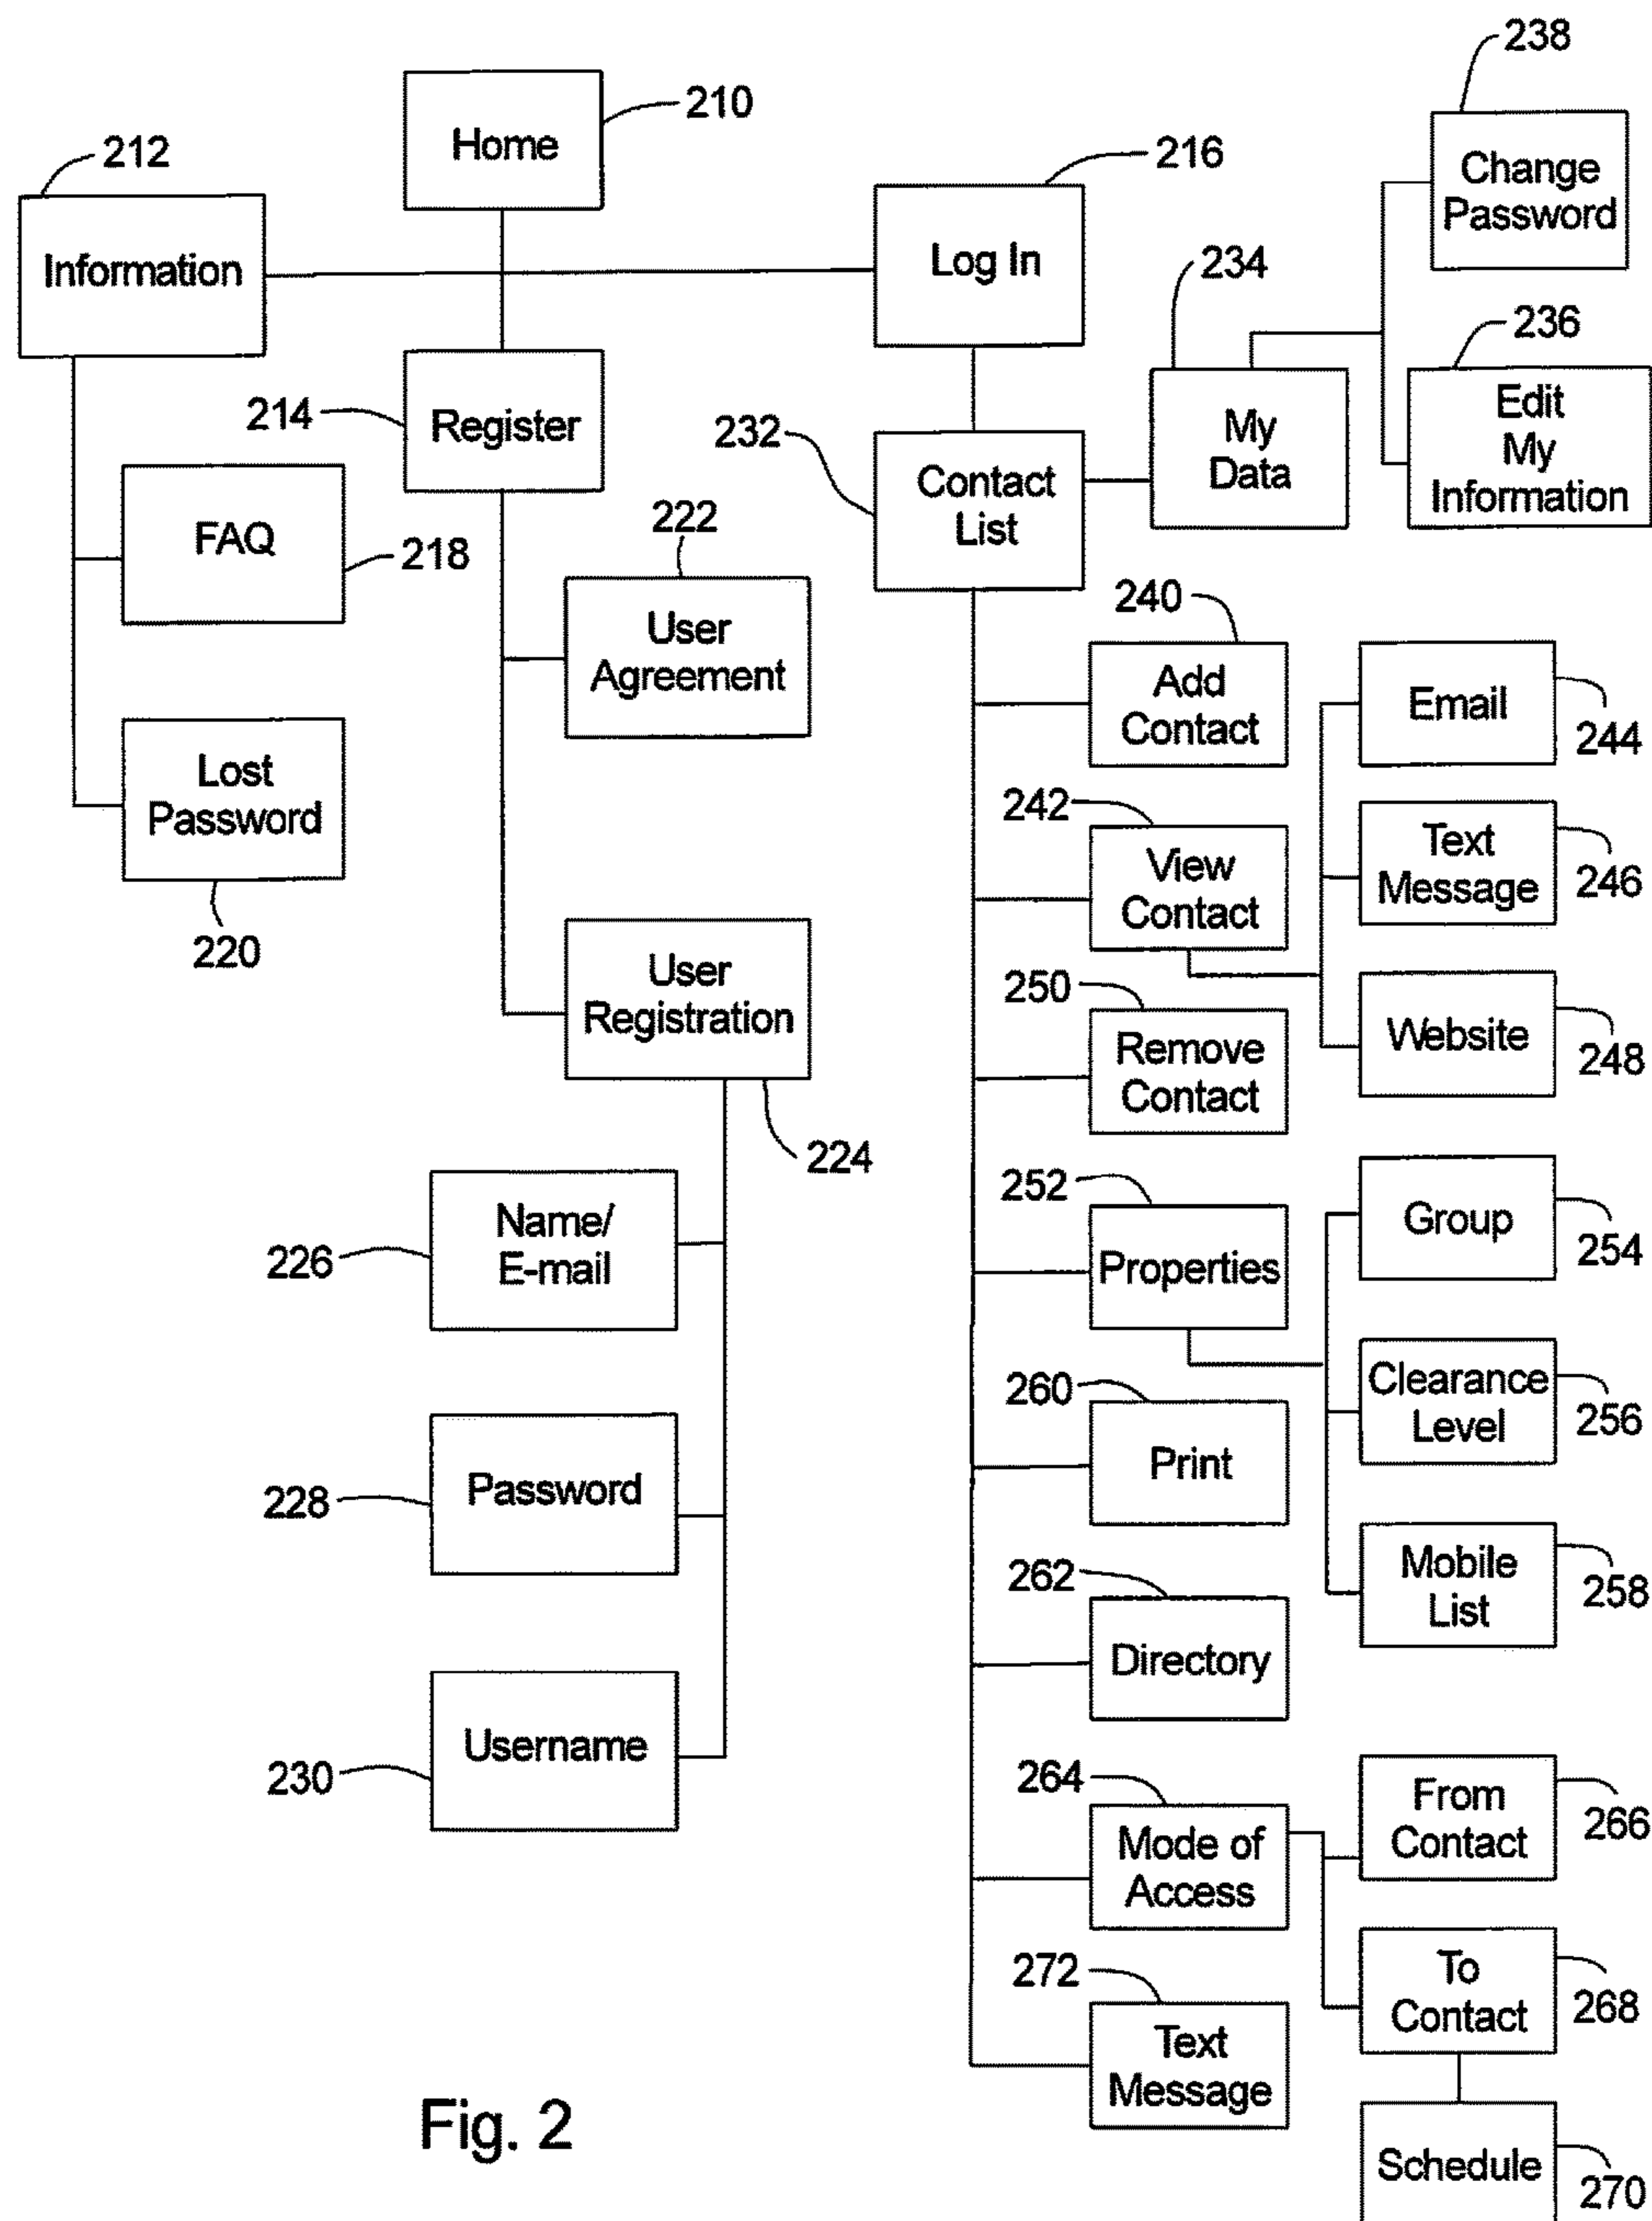 238
210
Home
216
212
Change
Password
Information
Log In
234
236
214
Register
232
My
Data
Edit
My
Information
Contact
List
FAQ
218
222
User
Agreement
240
Add
Contact
Email
244
Lost
Password
220
242
View
Contact
Text
Message
246
User
Registration
224
250
Remove
Contact
Website
248
252
Properties
Group
254
226
Name/
E-mail
260
Print
Clearance
Level
256
228
Password
262
Directory
Mobile
List
258
230
Username
264
Mode of
Access
From
Contact
266
272
Text
Message
To
Contact
268
Fig. 2
Schedule
270